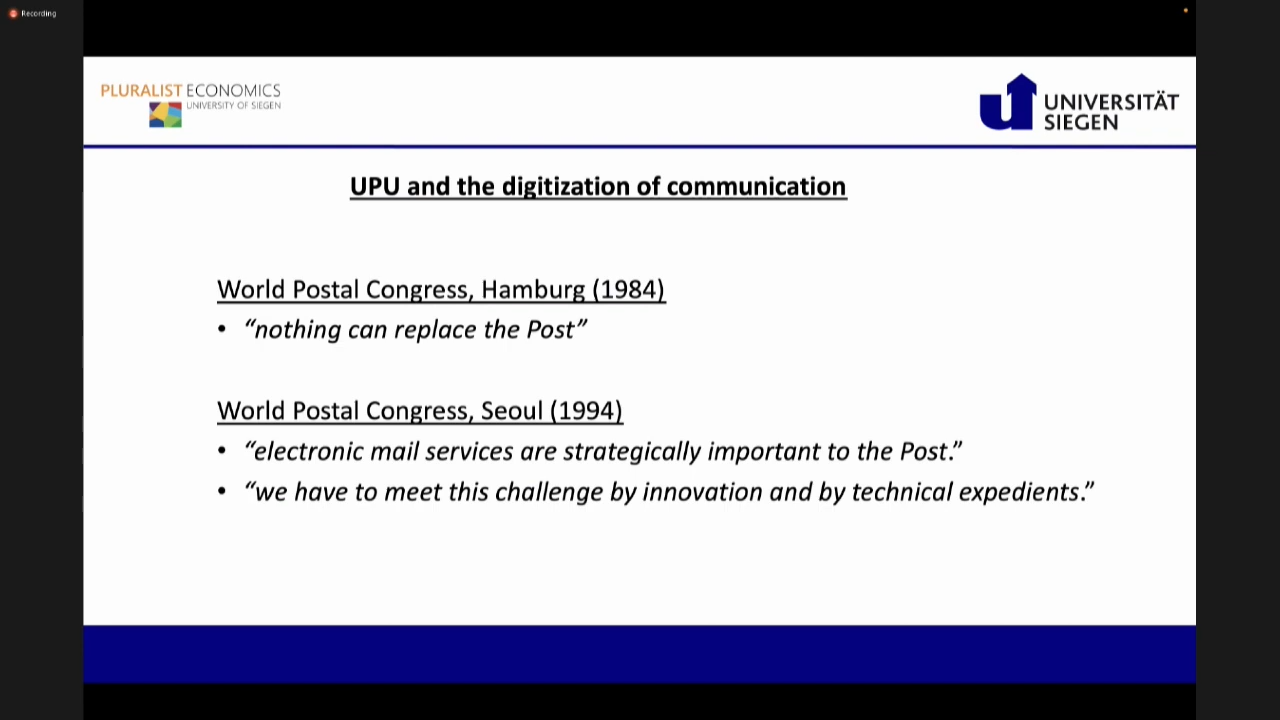 Recording
PLURALIST ECONOMICS
UNIVERSITY OF SIEGEN
UNIVERSITÄT
SIEGEN
UPU and the digitization of communication
World Postal Congress, Hamburg (1984)
• “nothing can replace the Post”
World Postal Congress, Seoul (1994)
• “electronic mail services are strategically important to the Post.”
• “we have to meet this challenge by innovation and by technical expedients.”